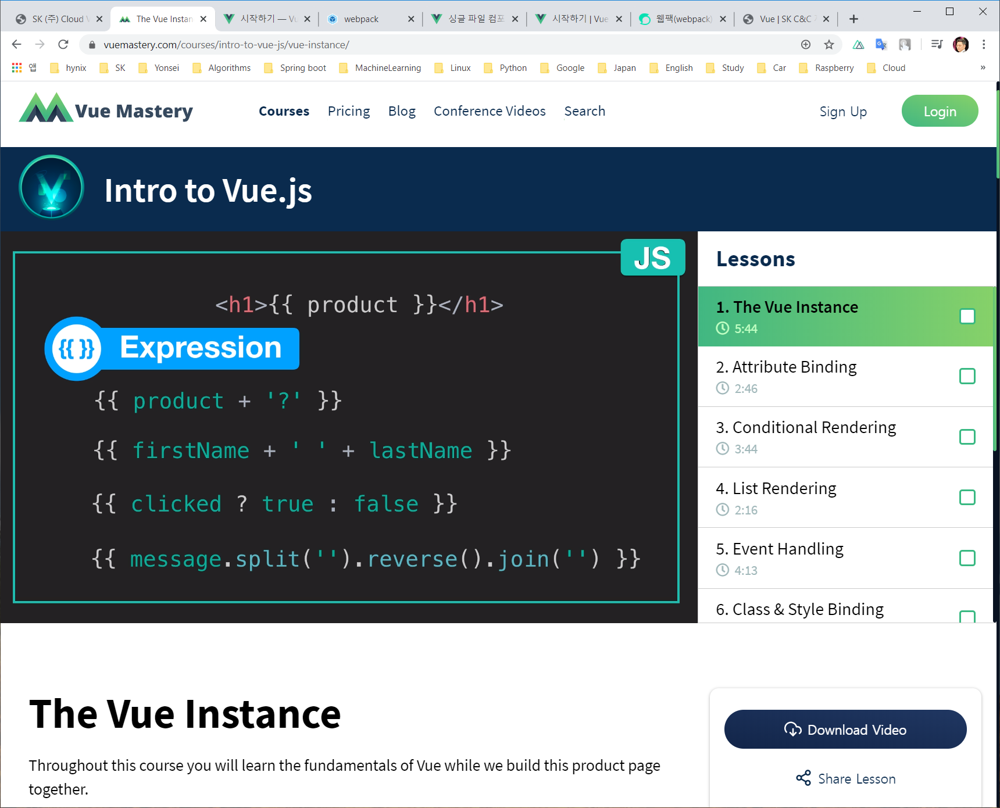 SK (주) Cloud
The Vue Instan
시작하기 — Vu
webpack
싱글 파일 컴포
시작하기 | Vue
웹팩(webpack)
Vue | SK C&C
vuemastery.com/courses/intro-to-vue-js/vue-instance/
앱
hynix
SK
Yonsei
Algorithms
Spring boot
MachineLearning
Linux
Python
Google
Japan
English
Study
Car
Raspberry
Cloud
»
Vue Mastery
Courses
Pricing
Blog
Conference Videos
Search
Sign Up
Login
Intro to Vue.js
JS
<h1>{{ product }}</h1>
{{ }} Expression
{{ product + '?' }}
{{ firstName + ' ' + lastName }}
{{ clicked ? true : false }}
{{ message.split('').reverse().join('') }}
Lessons
1. The Vue Instance
5:44
2. Attribute Binding
2:46
3. Conditional Rendering
3:44
4. List Rendering
2:16
5. Event Handling
4:13
6. Class & Style Binding
The Vue Instance
Throughout this course you will learn the fundamentals of Vue while we build this product page
together.
Download Video
Share Lesson